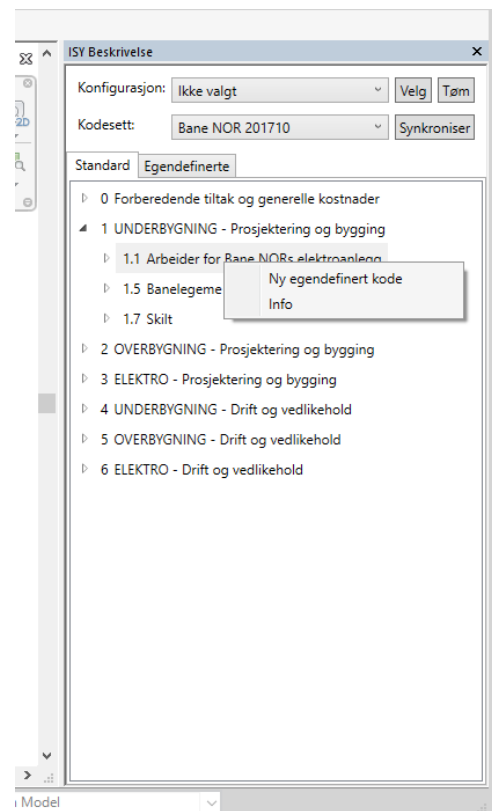 ISY Beskrivelse
Konfigurasjon: Ikke valgt Velg Tøm
Kodesett: Bane NOR 201710 Synkroniser
Standard Egendefinerte
0 Forberedende tiltak og generelle kostnader
1 UNDERBYGNING - Prosjektering og bygging
1.1 Arbeider for Bane NORs elektroanlegg
Ny egendefinert kode
1.5 Banelegeme
Info
1.7 Skilt
2 OVERBYGNING - Prosjektering og bygging
3 ELEKTRO - Prosjektering og bygging
4 UNDERBYGNING - Drift og vedlikehold
5 OVERBYGNING - Drift og vedlikehold
6 ELEKTRO - Drift og vedlikehold
Model